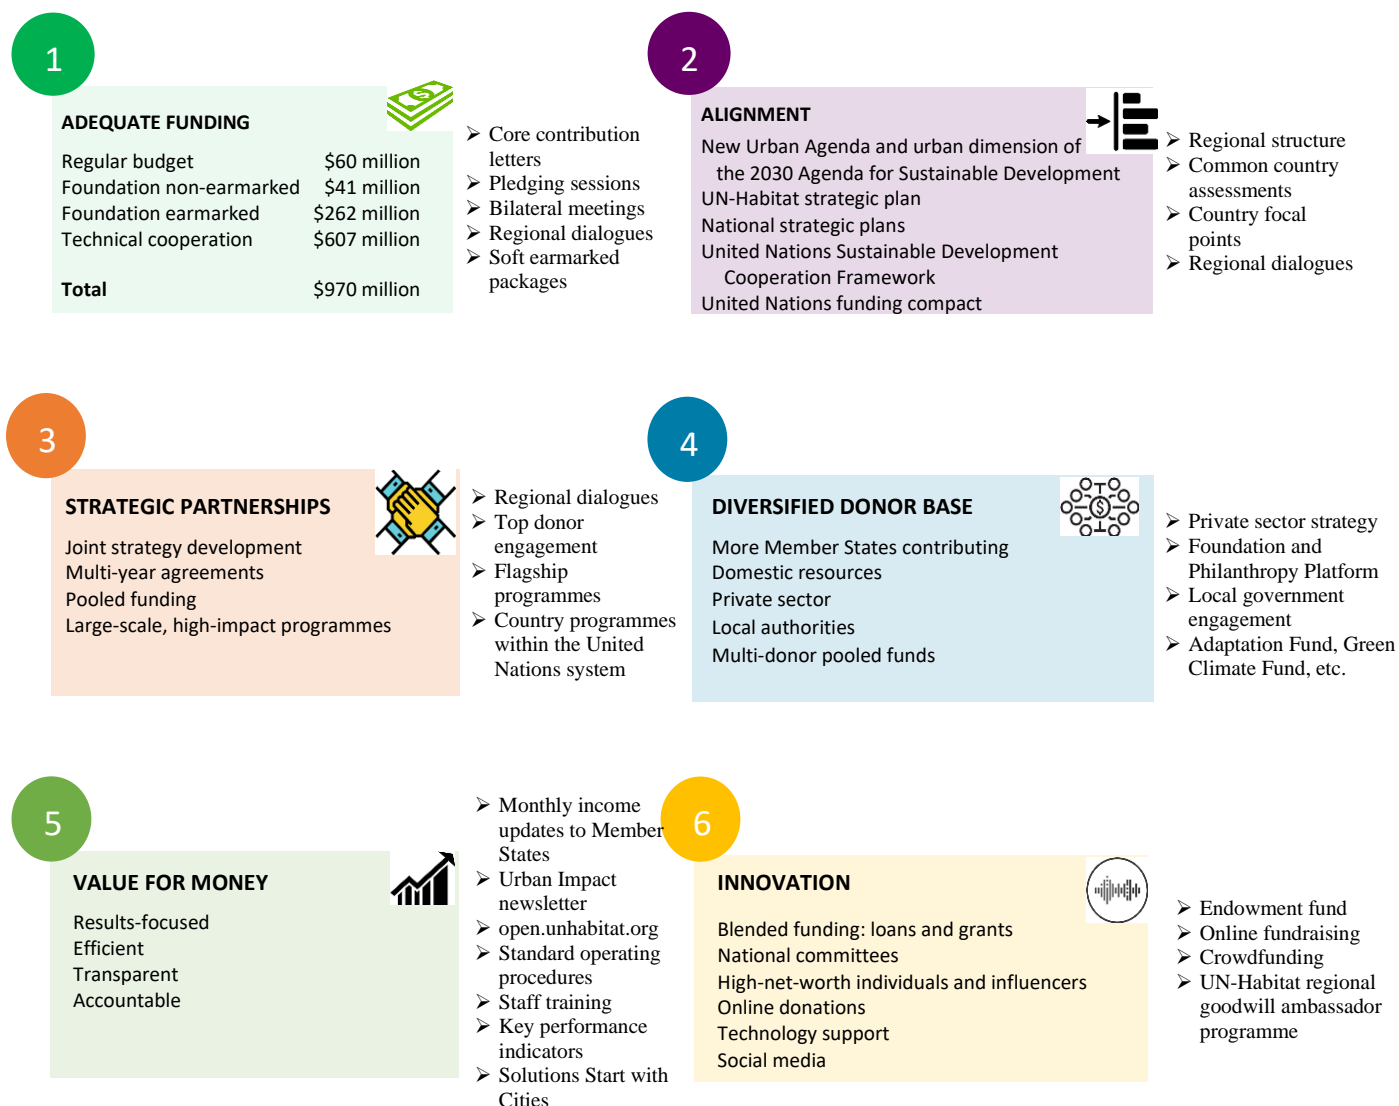 1
ADEQUATE FUNDING
Regular budget $60 million
Foundation non-earmarked $41 million
Foundation earmarked $262 million
Technical cooperation $607 million
Total $970 million
➢ Core contribution
letters
➢ Pledging sessions
➢ Bilateral meetings
➢ Regional dialogues
➢ Soft earmarked
packages
2
ALIGNMENT
New Urban Agenda and urban dimension of
the 2030 Agenda for Sustainable Development
UN-Habitat strategic plan
National strategic plans
United Nations Sustainable Development
Cooperation Framework
United Nations funding compact
➢ Regional structure
➢ Common country
assessments
➢ Country focal
points
➢ Regional dialogues
3
STRATEGIC PARTNERSHIPS
Joint strategy development
Multi-year agreements
Pooled funding
Large-scale, high-impact programmes
➢ Regional dialogues
➢ Top donor
engagement
➢ Flagship
programmes
➢ Country programmes
within the United
Nations system
4
DIVERSIFIED DONOR BASE
More Member States contributing
Domestic resources
Private sector
Local authorities
Multi-donor pooled funds
➢ Private sector strategy
➢ Foundation and
Philanthropy Platform
➢ Local government
engagement
➢ Adaptation Fund, Green
Climate Fund, etc.
5
VALUE FOR MONEY
Results-focused
Efficient
Transparent
Accountable
➢ Monthly income
updates to Member
States
➢ Urban Impact
newsletter
➢ open.unhabitat.org
➢ Standard operating
procedures
➢ Staff training
➢ Key performance
indicators
➢ Solutions Start with
Cities
6
INNOVATION
Blended funding: loans and grants
National committees
High-net-worth individuals and influencers
Online donations
Technology support
Social media
➢ Endowment fund
➢ Online fundraising
➢ Crowdfunding
➢ UN-Habitat regional
goodwill ambassador
programme